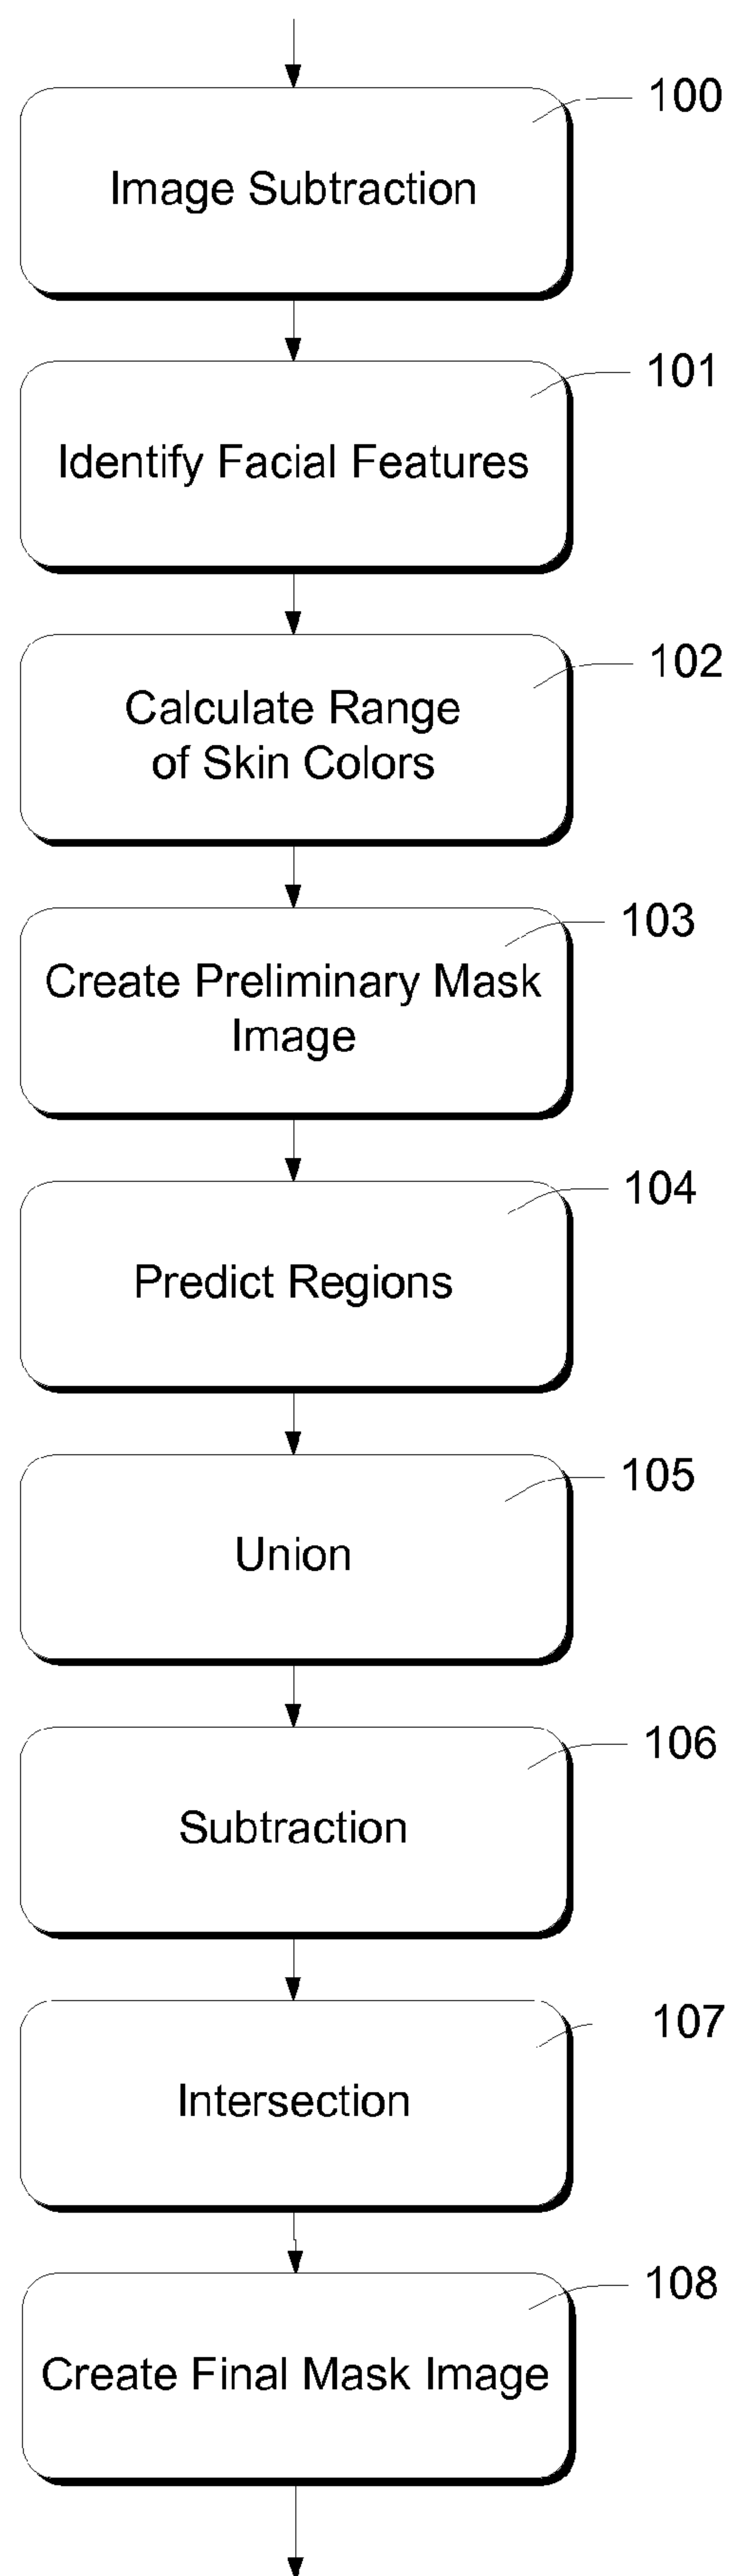 100
Image Subtraction
101
Identify Facial Features
102
Calculate Range
of Skin Colors
103
Create Preliminary Mask
Image
104
Predict Regions
105
Union
106
Subtraction
107
Intersection
108
Create Final Mask Image